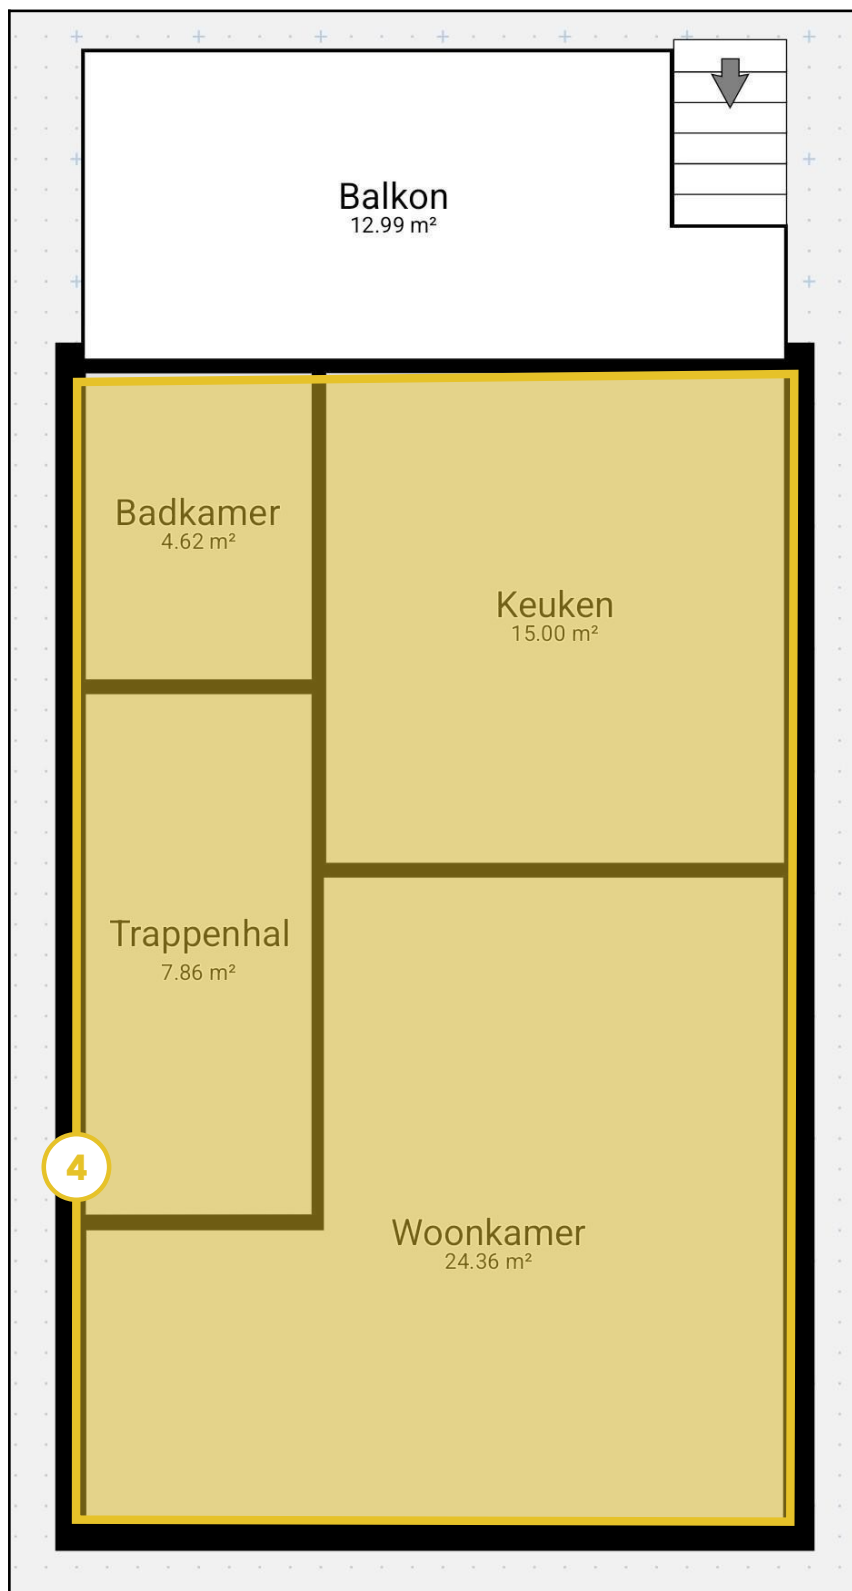 Balkon
12.99 m²
Badkamer
4.62 m²
Keuken
15.00 m²
Trappenhal
7.86 m²
4
Woonkamer
24.36 m²